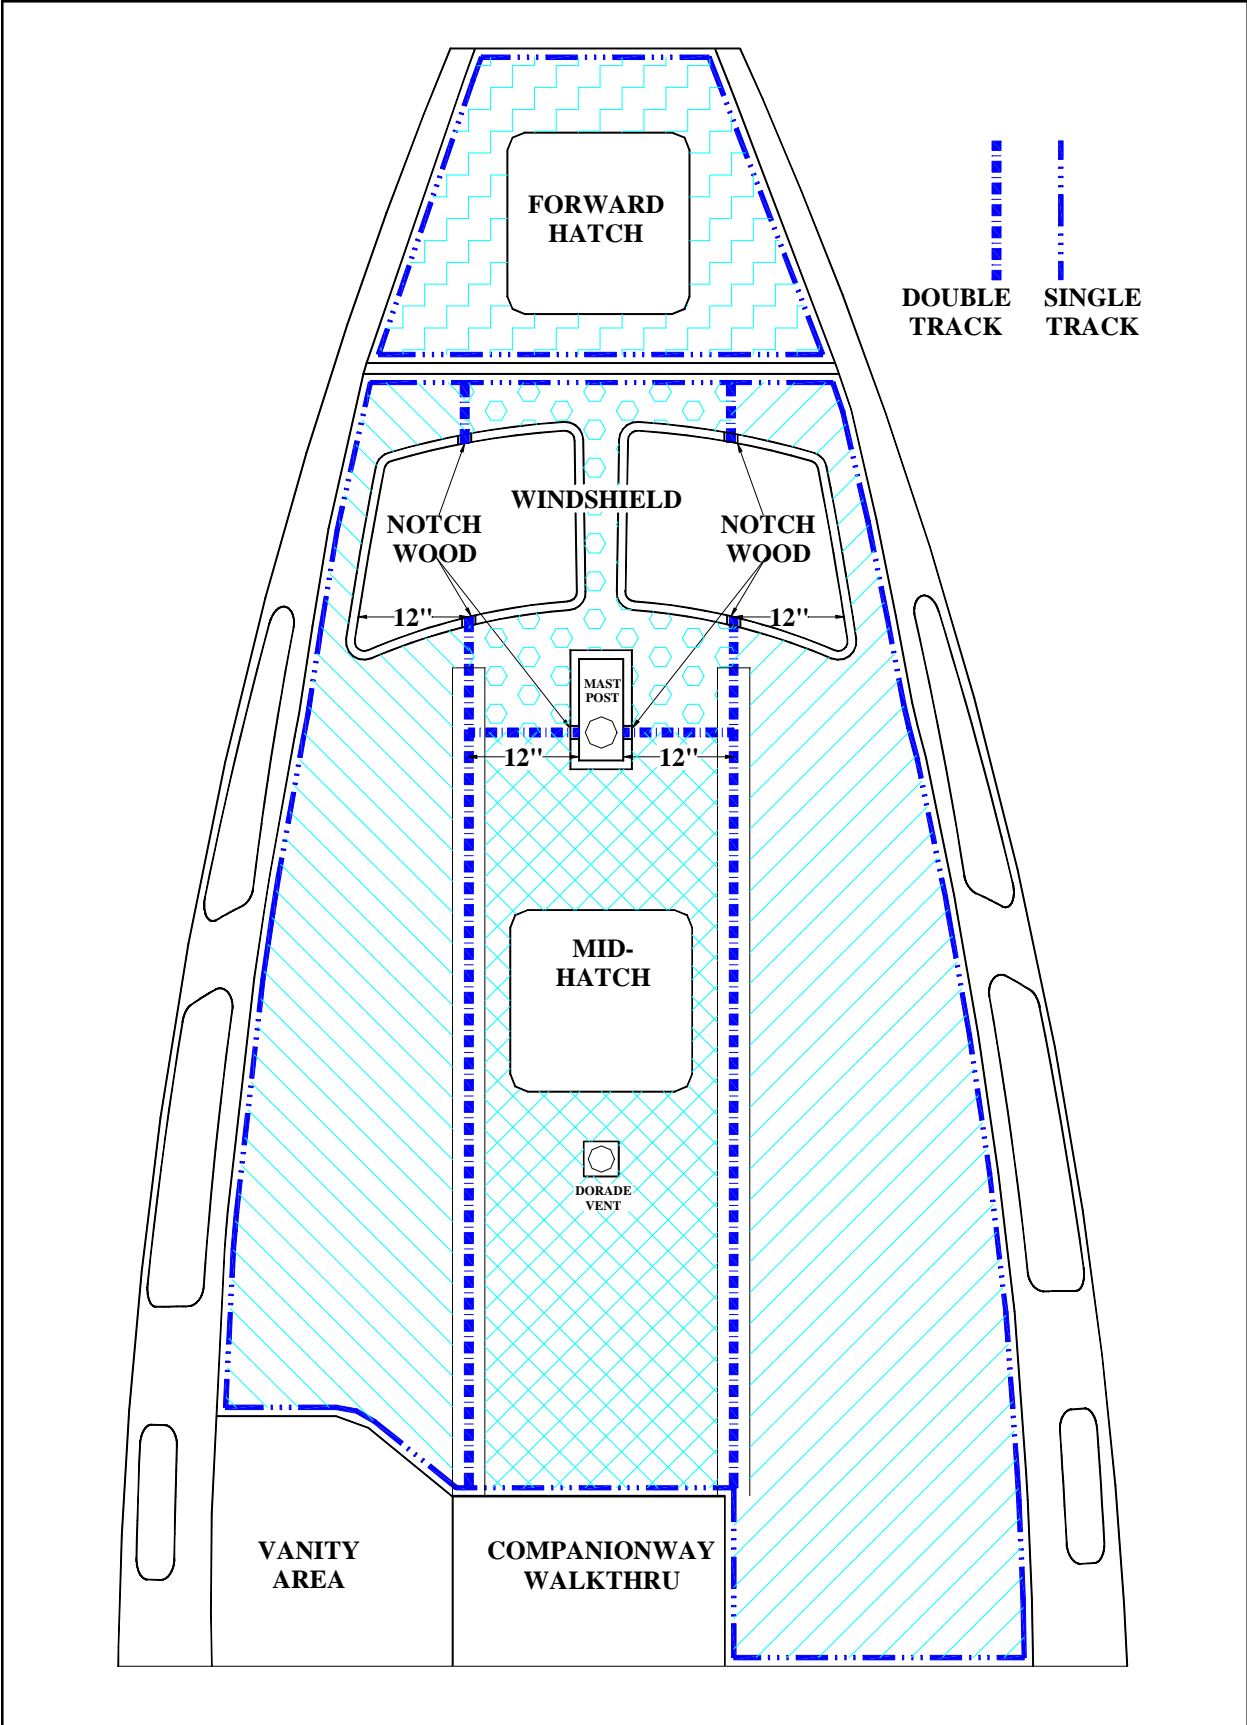 FORWARD
HATCH
DOUBLE
TRACK
SINGLE
TRACK
WINDSHIELD
NOTCH
WOOD
NOTCH
WOOD
12"
12"
MAST
POST
12"
12"
MID-
HATCH
DORADE
VENT
VANITY
AREA
COMPANIONWAY
WALKTHRU